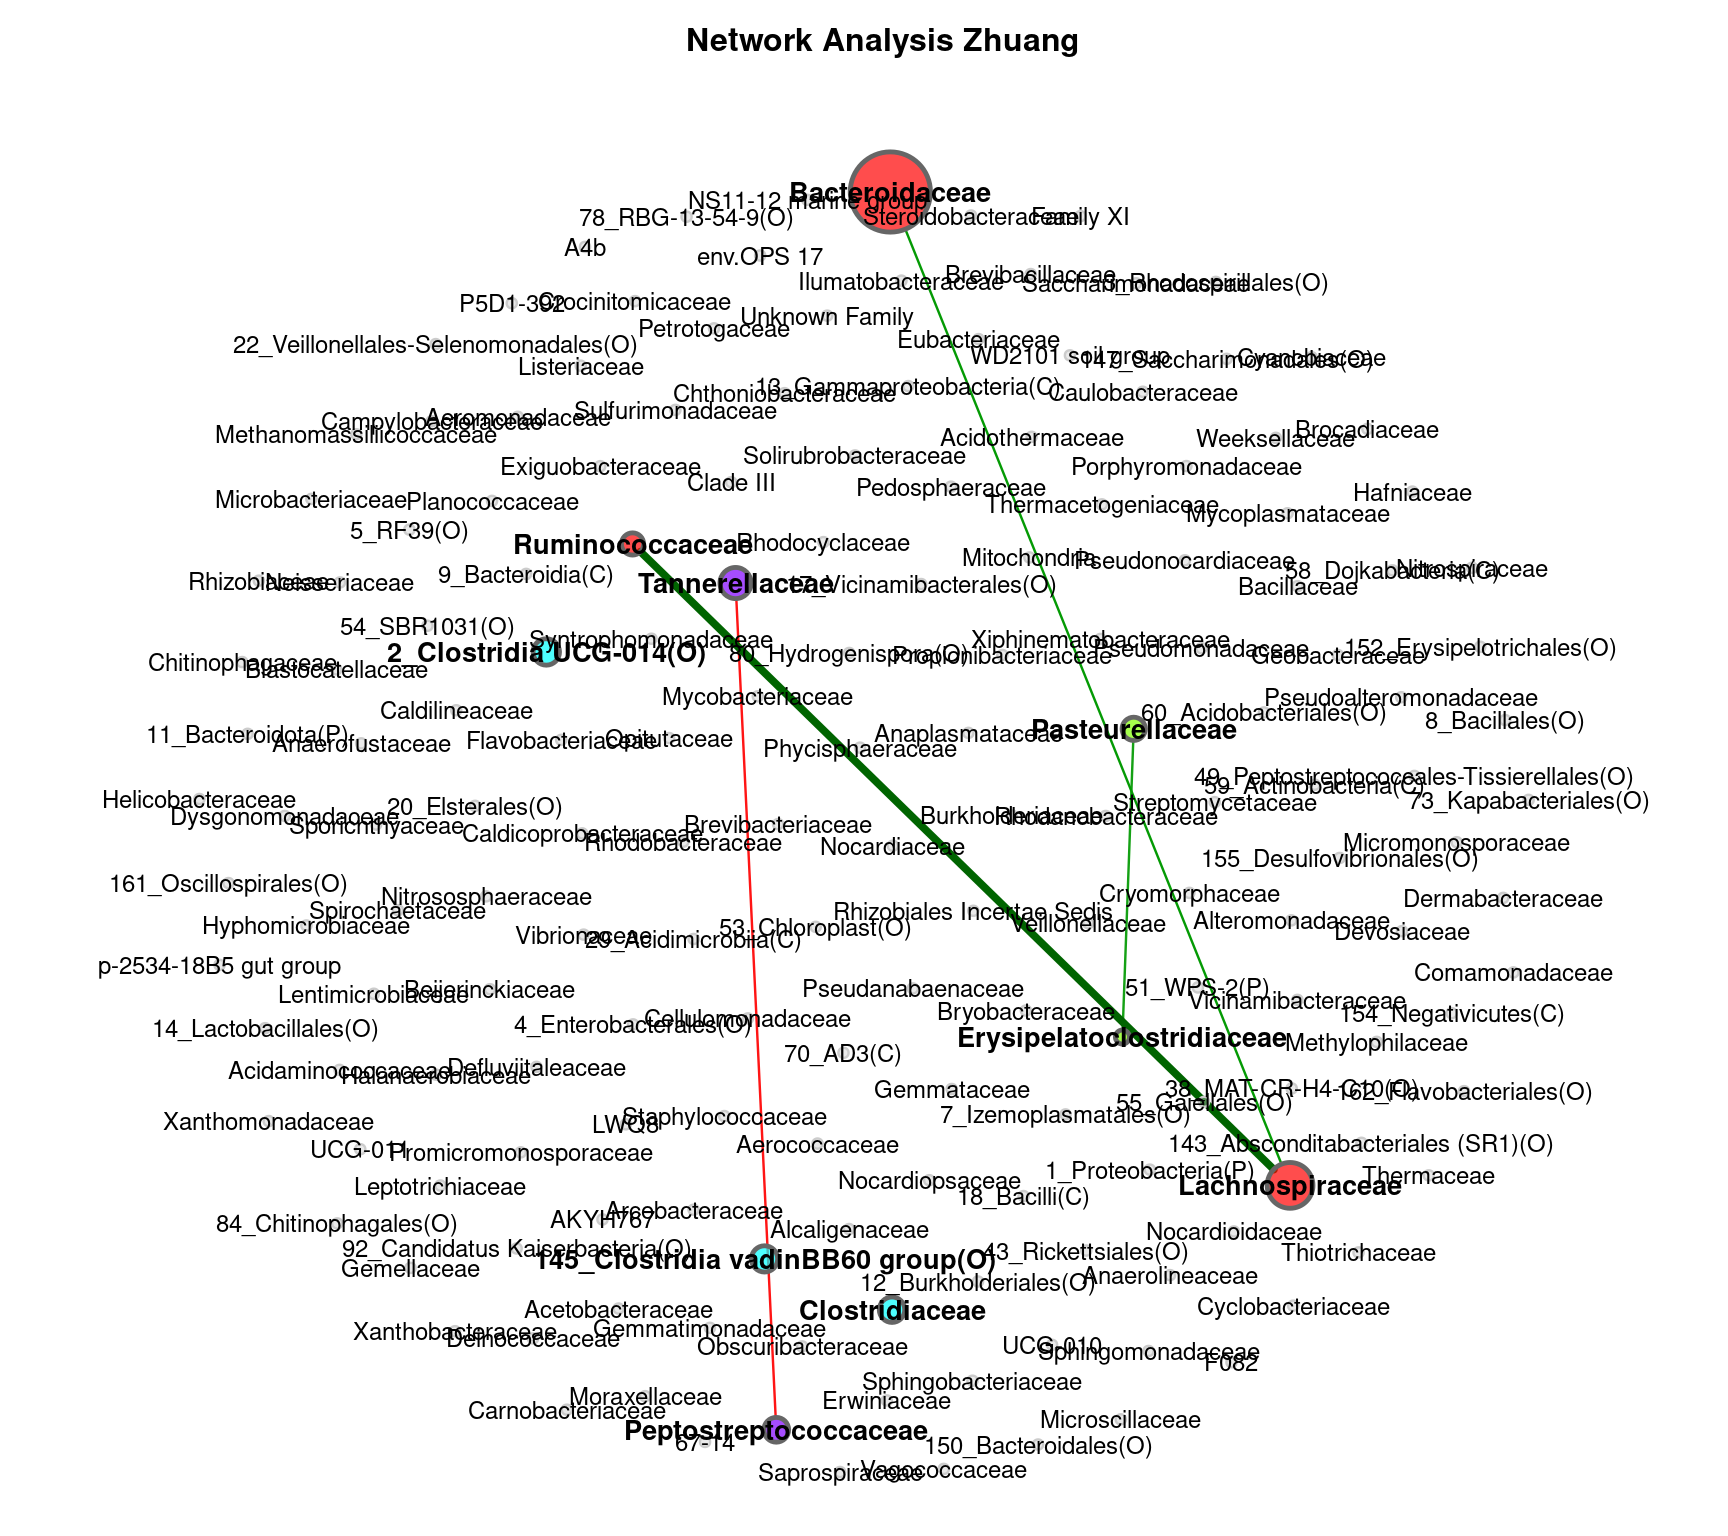 Network Analysis Zhuang
Bacteroidaceae
NS11-12 marine group
78_RBG-13-54-9(O)
Steroidobacteraceae
Family XI
A4b
env.OPS 17
Ilumatobacteraceae
Brevibacillaceae
Saccharimonadaceae
3_Rhodospirillales(O)
P5D1-392
Crocinitomicaceae
Petrotogaceae
Unknown Family
22_Veillonellales-Selenomonadales(O)
Eubacteriaceae
WD2101 soil group
147_Saccharimonadales(O)
Cyanobiaceae
Listeriaceae
Chthoniobacteraceae
13_Gammaproteobacteria(C)
Caulobacteraceae
Campylobacteraceae
Aeromonadaceae
Sulfurimonadaceae
Methanomassiliicoccaceae
Acidothermaceae
Weeksellaceae
Brocadiaceae
Solirubrobacteraceae
Exiguobacteraceae
Porphyromonadaceae
Clade III
Pedosphaeraceae
Hafniaceae
Microbacteriaceae
Planococcaceae
Thermacetogeniaceae
Mycoplasmataceae
5_RF39(O)
Ruminococcaceae
Rhodocyclaceae
Mitochondria
Pseudonocardiaceae
58_Dojkabacteria(C)
Nitrospiraceae
Rhizobiaceae
Neisseriaceae
9_Bacteroidia(C)
Tannerellaceae
17_Vicinamibacterales(O)
Bacillaceae
54_SBR1031(O)
Syntrophomonadaceae
Xiphinematobacteraceae
2_Clostridia UCG-014(O)
80_Hydrogenispora(O)
Propionibacteriaceae
Pseudomonadaceae
Geobacteraceae
152_Erysipelotrichales(O)
Chitinophagaceae
Blastocatellaceae
Mycobacteriaceae
Pseudoalteromonadaceae
Caldilineaceae
60_Acidobacteriales(O)
8_Bacillales(O)
11_Bacteroidota(P)
Anaerofustaceae
Flavobacteriaceae
Opitutaceae
Phycisphaeraceae
Anaplasmataceae
Pasteurellaceae
49_Peptostreptococcales-Tissierellales(O)
59_Actinobacteria(C)
Helicobacteraceae
20_Elsterales(O)
Streptomycetaceae
73_Kapabacteriales(O)
Dysgonomonadaceae
Sporichthyaceae
Caldicoprobacteraceae
Brevibacteriaceae
Burkholderiaceae
Rhodanobacteraceae
Rhodobacteraceae
Nocardiaceae
Micromonosporaceae
155_Desulfovibrionales(O)
161_Oscillospirales(O)
Nitrososphaeraceae
Cryomorphaceae
Dermabacteraceae
Spirochaetaceae
Rhizobiales Incertae Sedis
Hyphomicrobiaceae
Vibrionaceae
29_Acidimicrobiia(C)
53_Chloroplast(O)
Veillonellaceae
Alteromonadaceae
Devosiaceae
p-2534-18B5 gut group
Comamonadaceae
Lentimicrobiaceae
Beijerinckiaceae
Pseudanabaenaceae
51_WPS-2(P)
Vicinamibacteraceae
14_Lactobacillales(O)
4_Enterobacterales(O)
Cellulomonadaceae
Bryobacteraceae
154_Negativicutes(C)
Erysipelatoclostridiaceae
Methylophilaceae
70_AD3(C)
Acidaminococcaceae
Halanaerobiaceae
Defluviitaleaceae
Gemmataceae
38_MAT-CR-H4-C10(O)
162_Flavobacteriales(O)
55_Gaiellales(O)
7_Izemoplasmatales(O)
Xanthomonadaceae
LWQ8
Staphylococcaceae
Aerococcaceae
143_Absconditabacteriales (SR1)(O)
UCG-011
Promicromonosporaceae
1_Proteobacteria(P)
Thermaceae
Leptotrichiaceae
Nocardiopsaceae
Lachnospiraceae
18_Bacilli(C)
84_Chitinophagales(O)
AKYH767
Arcobacteraceae
Alcaligenaceae
Nocardioidaceae
92_Candidatus Kaiserbacteria(O)
145_Clostridia vadinBB60 group(O)
43_Rickettsiales(O)
Thiotrichaceae
Gemellaceae
12_Burkholderiales(O)
Anaerolineaceae
Acetobacteraceae
Clostridiaceae
Cyclobacteriaceae
Xanthobacteraceae
Deinococcaceae
Gemmatimonadaceae
Obscuribacteraceae
UCG-010
Sphingomonadaceae
F082
Moraxellaceae
Sphingobacteriaceae
Erwiniaceae
Carnobacteriaceae
Microscillaceae
Peptostreptococcaceae
67-14
150_Bacteroidales(O)
Saprospiraceae
Vagococcaceae